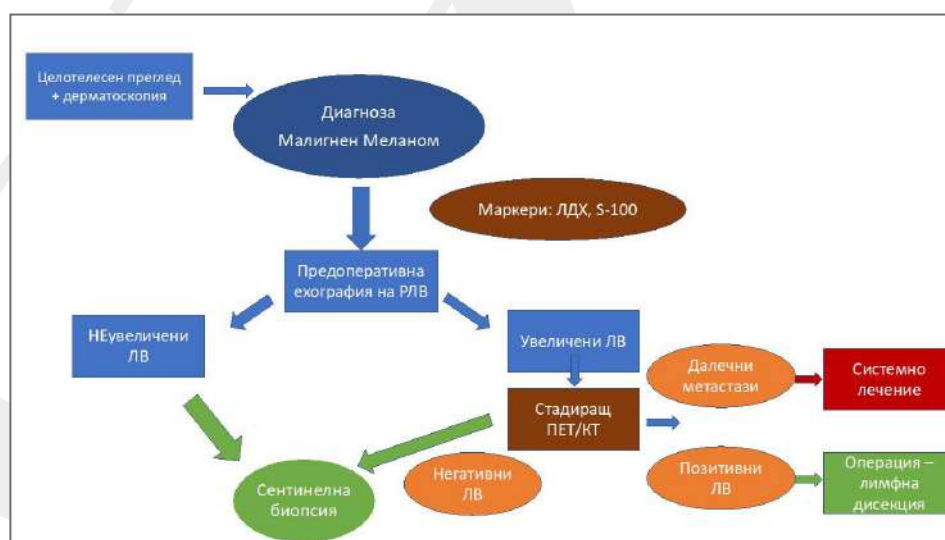 Целотелесен преглед
+ дерматоскопия
Диагноза
Малигнен Меланом
Маркери: ЛДХ, S-100
Предоперативна
ехография на РЛВ
НЕувеличени
ЛВ
Увеличени ЛВ
Далечни
метастази
Системно
лечение
Стадиращ
ПЕТ/КТ
Негативни
ЛВ
Позитивни
ЛВ
Операция –
лимфна
дисекция
Сентинелна
биопсия